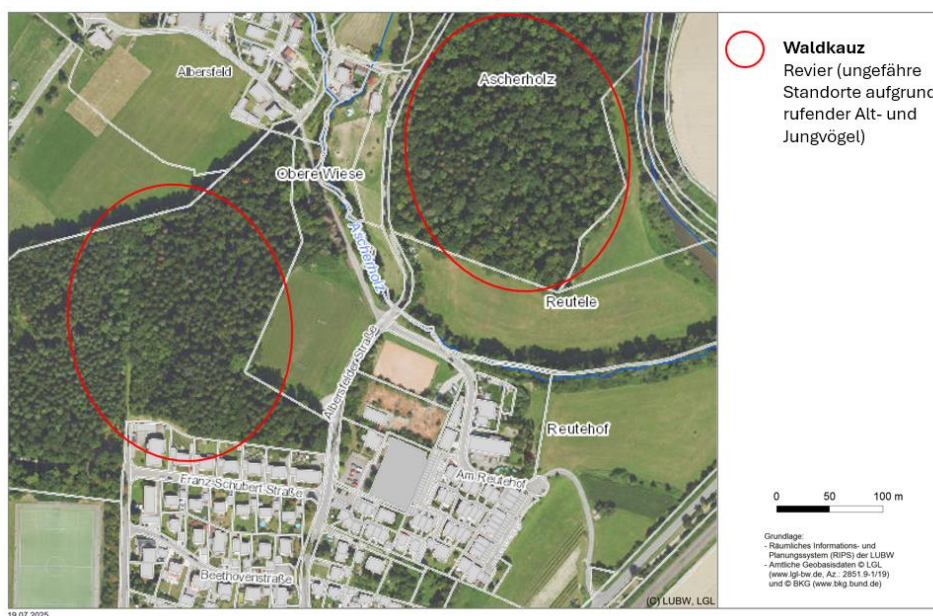 Albersfeld
Ascherholz
Obere Wiese
Ascherholz
Reutele
Albersfelder Straße
Reutehof
Am Reutehof
Franz-Schubert-Straße
Beethovenstraße
(C) LUBW, LGL
19.07.2025
Waldkauz
Revier (ungefähre
Standorte aufgrund
rufender Alt- und
Jungvögel)
0 50 100 m
Grundlage:
- Räumliches Informations- und
Planungssystem (RIPS) der LUBW
- Amtliche Geobasisdaten © LGL
(www.lgl-bw.de, Az.: 2851.9-1/19)
und © BKG (www.bkg.bund.de)